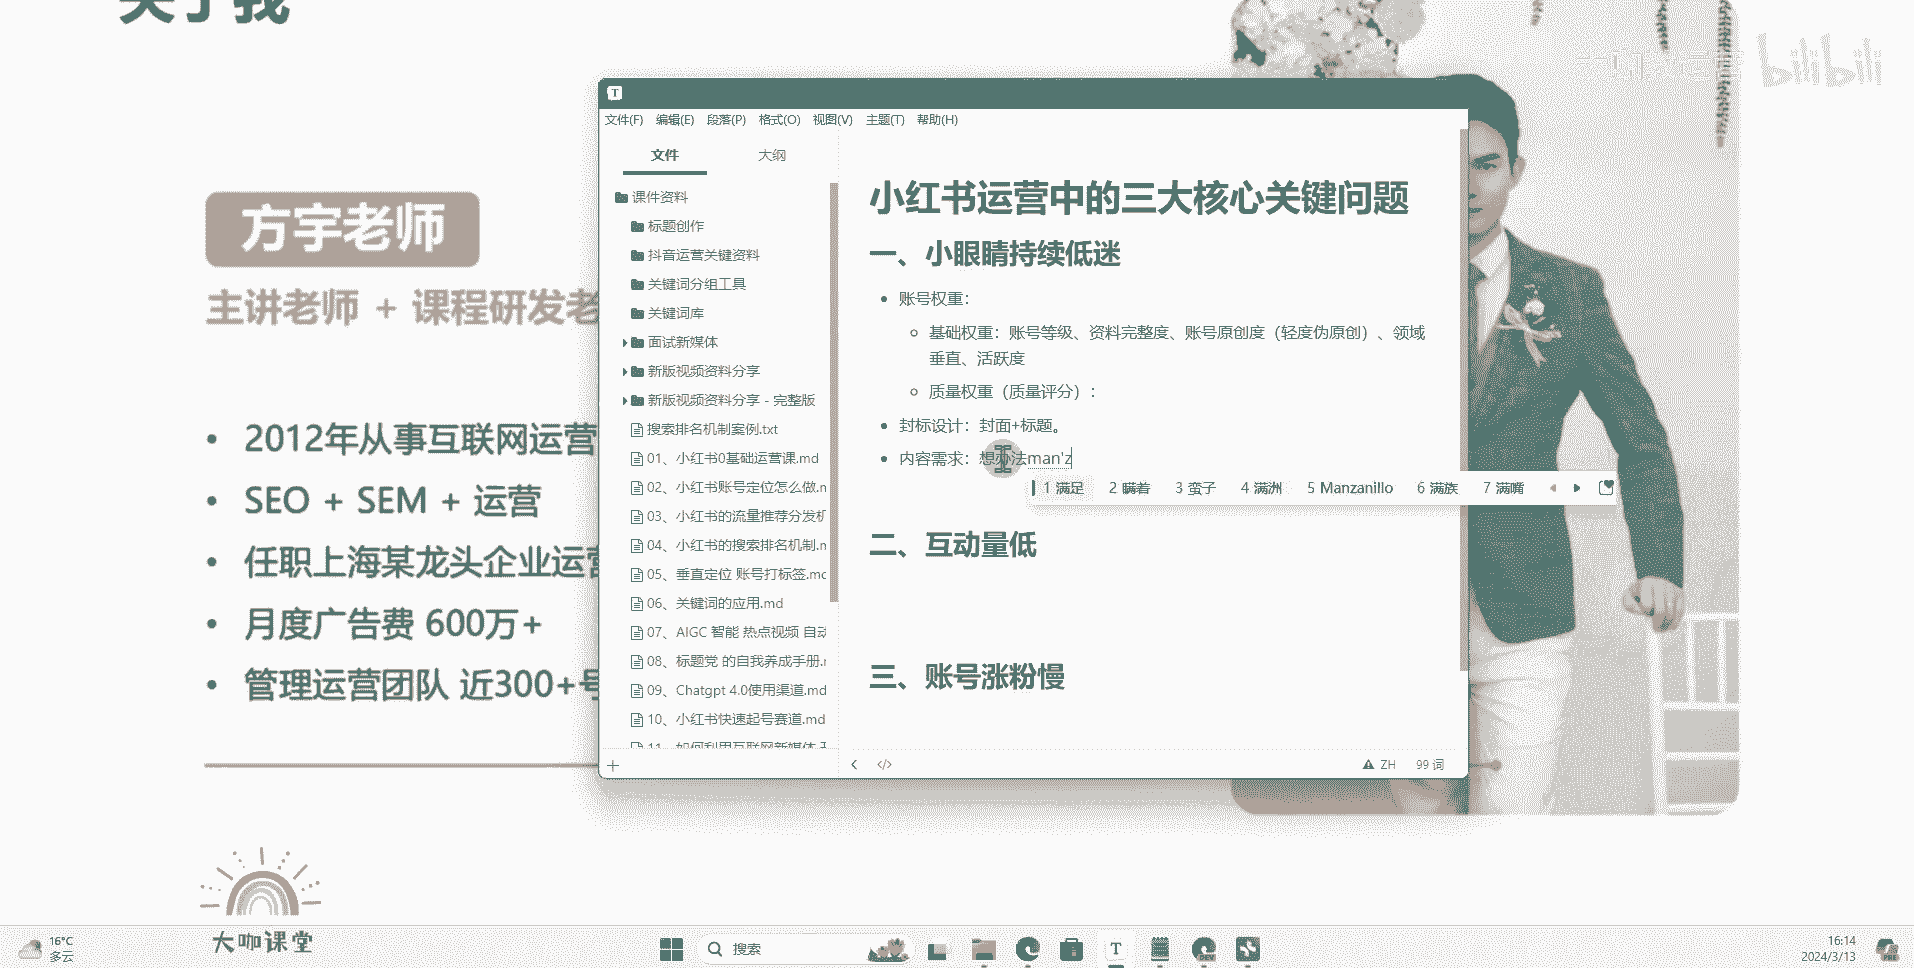 关于我
bilibili
方宇老师
主讲老师 + 课程研发老
• 2012年从事互联网运营
• SEO + SEM + 运营
• 任职上海某龙头企业运营
• 月度广告费 600万+
• 管理运营团队 近300+号
大咖课堂
T
文件(F) 编辑(E) 段落(P) 格式(O) 视图(V) 主题(T) 帮助(H)
文件 大纲
课件资料
标题创作
抖音运营关键资料
关键词分组工具
关键词库
面试新媒体
新版视频资料分享
新版视频资料分享 - 完整版
搜索排名机制案例.txt
01、小红书0基础运营课.md
02、小红书账号定位怎么做.n
03、小红书的流量推荐分发机
04、小红书的搜索排名机制.n
05、垂直定位 账号打标签.mc
06、关键词的应用.md
07、AIGC 智能 热点视频 自动
08、标题党 的自我养成手册.r
09、Chatgpt 4.0使用渠道.md
10、小红书快速起号赛道.md
11、如何利用互联网新媒体
小红书运营中的三大核心关键问题
一、小眼睛持续低迷
• 账号权重：
基础权重：账号等级、资料完整度、账号原创度（轻度伪原创）、领域
垂直、活跃度
质量权重（质量评分）：
• 封标设计：封面+标题。
• 内容需求：想办法man'z
1 满足 2 瞒着 3 蛮子 4 满洲 5 Manzanillo 6 满族 7 满嘴
二、互动量低
三、账号涨粉慢
ZH 99 词
16°C
多云
搜索
T
DEV
16:14
2024/3/13
PRE